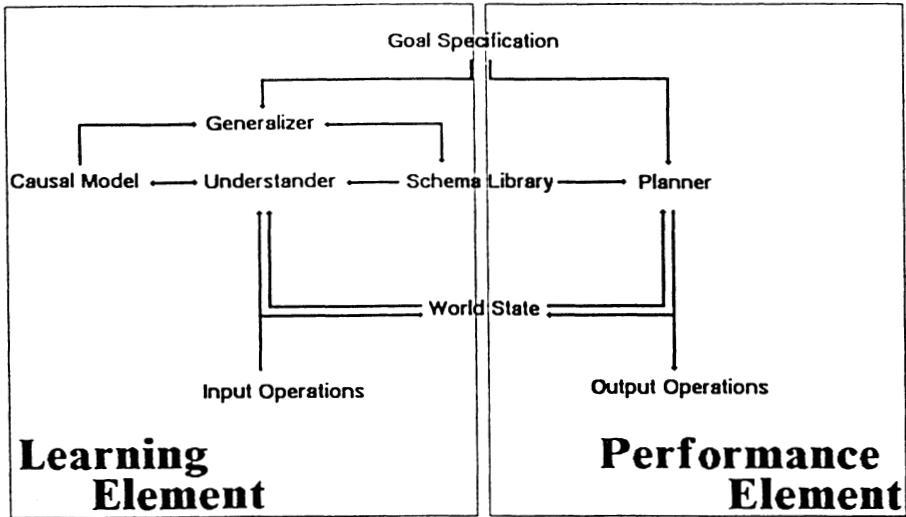 Goal Specification
Generalizer
Causal Model
Understander
Schema Library
Planner
World State
Input Operations
Output Operations
Learning
Element
Performance
Element